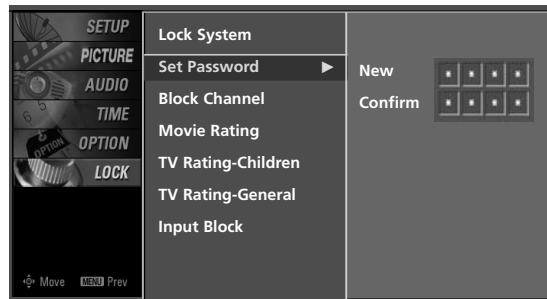 SETUP
PICTURE
AUDIO
TIME
OPTION
LOCK
Move MENU Prev
Lock System
Set Password ►
Block Channel
Movie Rating
TV Rating-Children
TV Rating-General
Input Block
New * * * *
Confirm * * * *